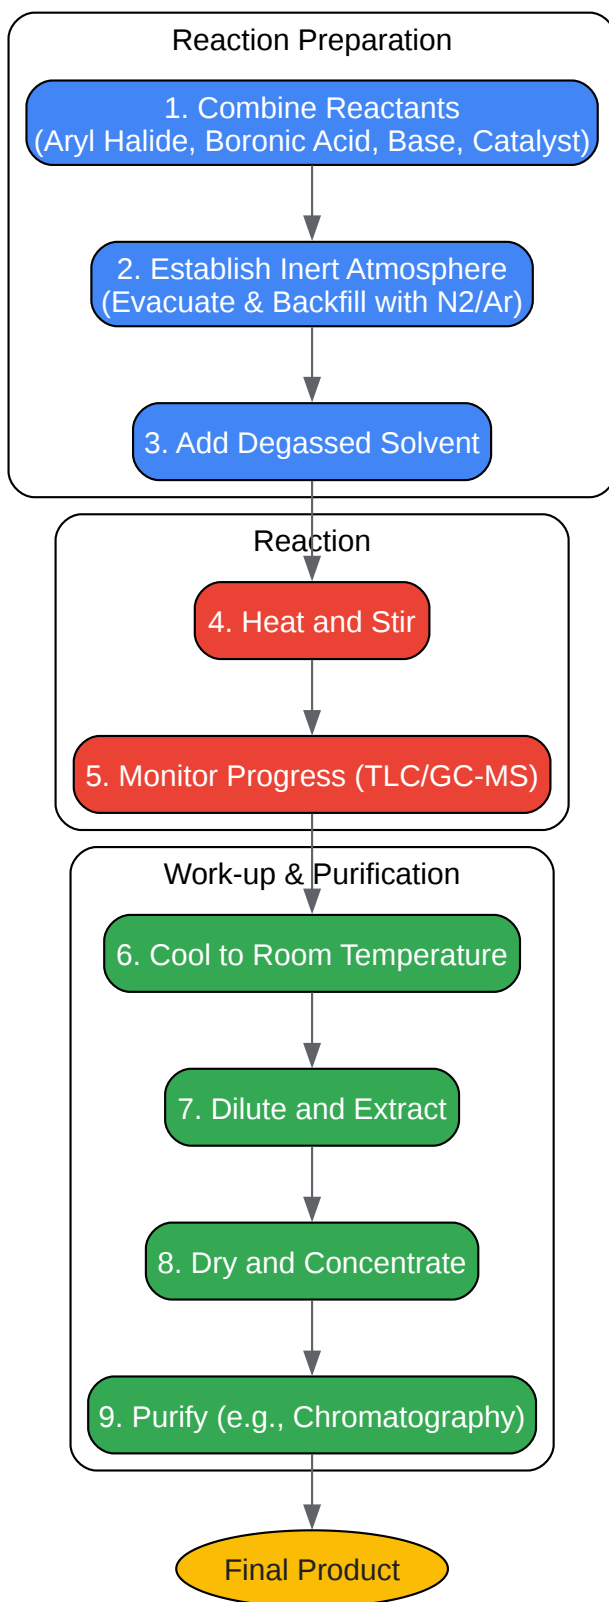 Reaction Preparation
1. Combine Reactants
(Aryl Halide, Boronic Acid, Base, Catalyst)
2. Establish Inert Atmosphere
(Evacuate & Backfill with N2/Ar)
3. Add Degassed Solvent
Reaction
4. Heat and Stir
5. Monitor Progress (TLC/GC-MS)
Work-up & Purification
6. Cool to Room Temperature
7. Dilute and Extract
8. Dry and Concentrate
9. Purify (e.g., Chromatography)
Final Product